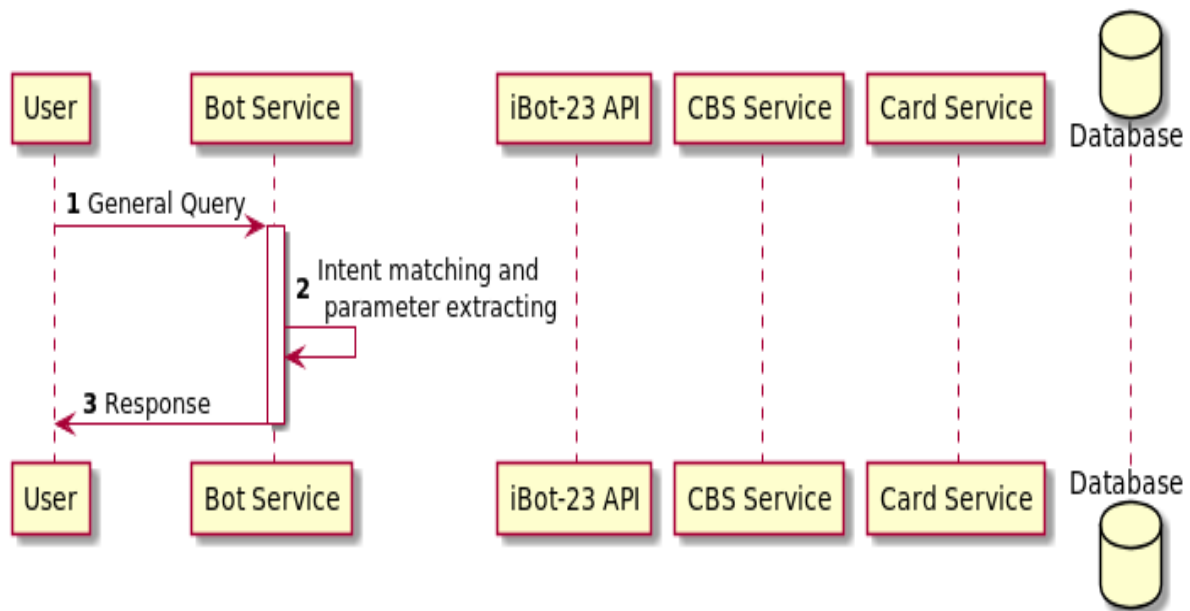 User
Bot Service
iBot-23 API
CBS Service
Card Service
Database
1 General Query
2 Intent matching and
parameter extracting
3 Response
User
Bot Service
iBot-23 API
CBS Service
Card Service
Database